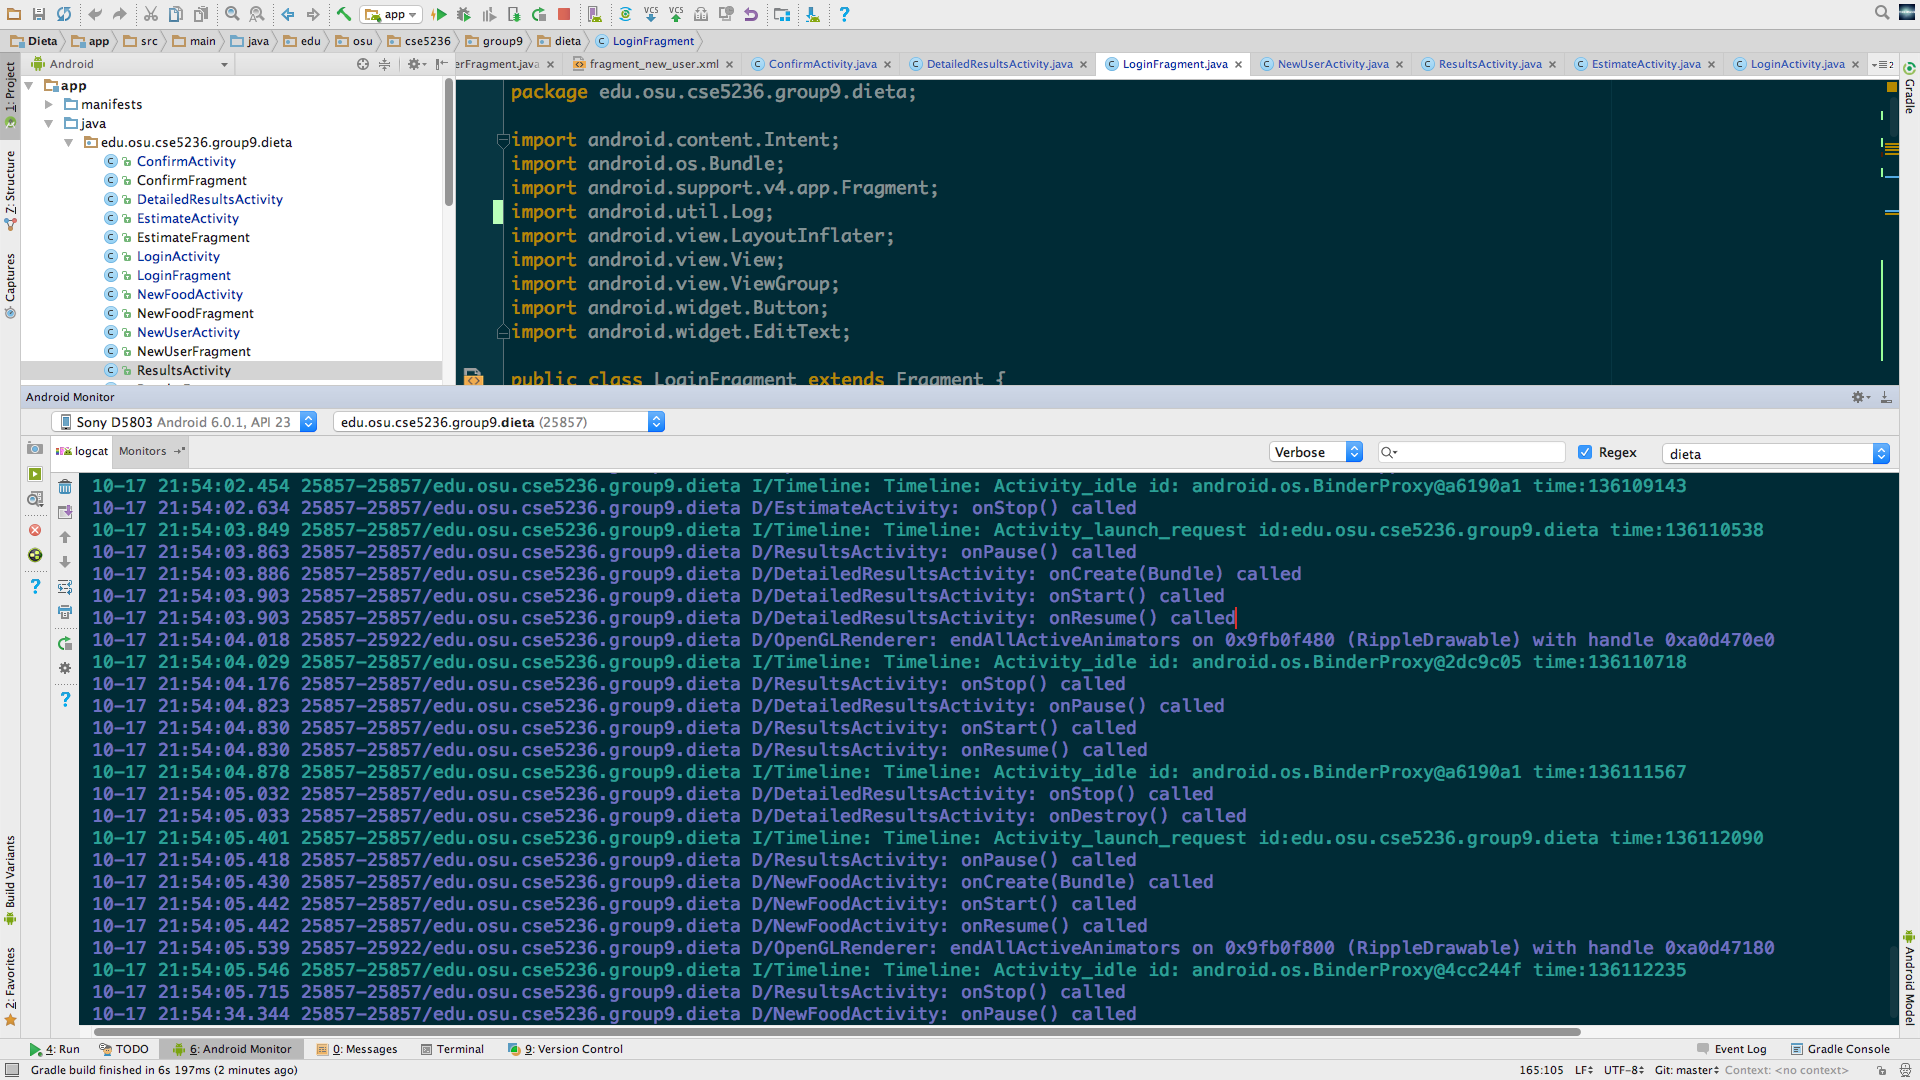 app
Dieta app src main java edu osu cse5236 group9 dieta LoginFragment
Android
erFragment.java fragment_new_user.xml ConfirmActivity.java DetailedResultsActivity.java LoginFragment.java NewUserActivity.java ResultsActivity.java EstimateActivity.java LoginActivity.java
1: Project
Z: Structure
Captures
Build Variants
2: Favorites
app
manifests
java
edu.osu.cse5236.group9.dieta
ConfirmActivity
ConfirmFragment
DetailedResultsActivity
EstimateActivity
EstimateFragment
LoginActivity
LoginFragment
NewFoodActivity
NewFoodFragment
NewUserActivity
NewUserFragment
ResultsActivity
package edu.osu.cse5236.group9.dieta;
import android.content.Intent;
import android.os.Bundle;
import android.support.v4.app.Fragment;
import android.util.Log;
import android.view.LayoutInflater;
import android.view.View;
import android.view.ViewGroup;
import android.widget.Button;
import android.widget.EditText;
public class LoginFragment extends Fragment {
Gradle
Android Model
Android Monitor
Sony D5803 Android 6.0.1, API 23 edu.osu.cse5236.group9.dieta (25857)
logcat Monitors Verbose Regex dieta
10-17 21:54:02.454 25857-25857/edu.osu.cse5236.group9.dieta I/Timeline: Timeline: Activity_idle id: android.os.BinderProxy@a6190a1 time:136109143
10-17 21:54:02.634 25857-25857/edu.osu.cse5236.group9.dieta D/EstimateActivity: onStop() called
10-17 21:54:03.849 25857-25857/edu.osu.cse5236.group9.dieta I/Timeline: Timeline: Activity_launch_request id:edu.osu.cse5236.group9.dieta time:136110538
10-17 21:54:03.863 25857-25857/edu.osu.cse5236.group9.dieta D/ResultsActivity: onPause() called
10-17 21:54:03.886 25857-25857/edu.osu.cse5236.group9.dieta D/DetailedResultsActivity: onCreate(Bundle) called
10-17 21:54:03.903 25857-25857/edu.osu.cse5236.group9.dieta D/DetailedResultsActivity: onStart() called
10-17 21:54:03.903 25857-25857/edu.osu.cse5236.group9.dieta D/DetailedResultsActivity: onResume() called
10-17 21:54:04.018 25857-25922/edu.osu.cse5236.group9.dieta D/OpenGLRenderer: endAllActiveAnimators on 0x9fb0f480 (RippleDrawable) with handle 0xa0d470e0
10-17 21:54:04.029 25857-25857/edu.osu.cse5236.group9.dieta I/Timeline: Timeline: Activity_idle id: android.os.BinderProxy@2dc9c05 time:136110718
10-17 21:54:04.176 25857-25857/edu.osu.cse5236.group9.dieta D/ResultsActivity: onStop() called
10-17 21:54:04.823 25857-25857/edu.osu.cse5236.group9.dieta D/DetailedResultsActivity: onPause() called
10-17 21:54:04.830 25857-25857/edu.osu.cse5236.group9.dieta D/ResultsActivity: onStart() called
10-17 21:54:04.830 25857-25857/edu.osu.cse5236.group9.dieta D/ResultsActivity: onResume() called
10-17 21:54:04.878 25857-25857/edu.osu.cse5236.group9.dieta I/Timeline: Timeline: Activity_idle id: android.os.BinderProxy@a6190a1 time:136111567
10-17 21:54:05.032 25857-25857/edu.osu.cse5236.group9.dieta D/DetailedResultsActivity: onStop() called
10-17 21:54:05.033 25857-25857/edu.osu.cse5236.group9.dieta D/DetailedResultsActivity: onDestroy() called
10-17 21:54:05.401 25857-25857/edu.osu.cse5236.group9.dieta I/Timeline: Timeline: Activity_launch_request id:edu.osu.cse5236.group9.dieta time:136112090
10-17 21:54:05.418 25857-25857/edu.osu.cse5236.group9.dieta D/ResultsActivity: onPause() called
10-17 21:54:05.430 25857-25857/edu.osu.cse5236.group9.dieta D/NewFoodActivity: onCreate(Bundle) called
10-17 21:54:05.442 25857-25857/edu.osu.cse5236.group9.dieta D/NewFoodActivity: onStart() called
10-17 21:54:05.442 25857-25857/edu.osu.cse5236.group9.dieta D/NewFoodActivity: onResume() called
10-17 21:54:05.539 25857-25922/edu.osu.cse5236.group9.dieta D/OpenGLRenderer: endAllActiveAnimators on 0x9fb0f800 (RippleDrawable) with handle 0xa0d47180
10-17 21:54:05.546 25857-25857/edu.osu.cse5236.group9.dieta I/Timeline: Timeline: Activity_idle id: android.os.BinderProxy@4cc244f time:136112235
10-17 21:54:05.715 25857-25857/edu.osu.cse5236.group9.dieta D/ResultsActivity: onStop() called
10-17 21:54:34.344 25857-25857/edu.osu.cse5236.group9.dieta D/NewFoodActivity: onPause() called
4: Run TODO 6: Android Monitor 0: Messages Terminal 9: Version Control Event Log Gradle Console
Gradle build finished in 6s 197ms (2 minutes ago) 165:105 LF UTF-8 Git: master Context: <no context>